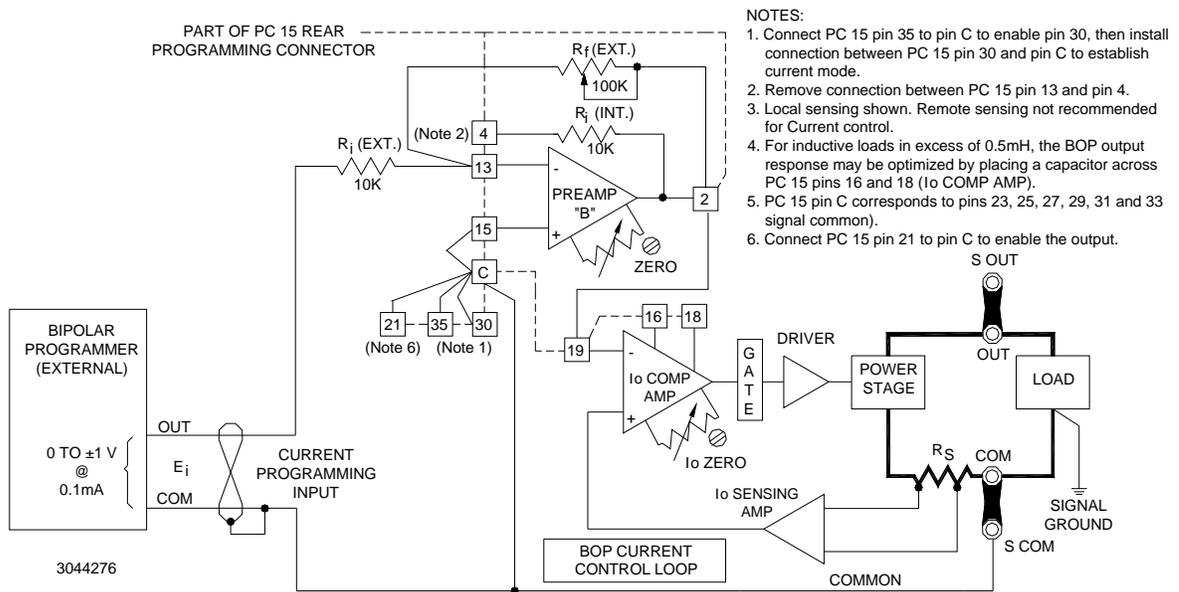 PART OF PC 15 REAR
PROGRAMMING CONNECTOR
Rf (EXT.)
100K
Ri (INT.)
10K
(Note 2)
4
Ri (EXT.)
10K
13
-
PREAMP
"B"
+
2
15
ZERO
C
21
35
30
(Note 6)
(Note 1)
NOTES:
1. Connect PC 15 pin 35 to pin C to enable pin 30, then install
connection between PC 15 pin 30 and pin C to establish
current mode.
2. Remove connection between PC 15 pin 13 and pin 4.
3. Local sensing shown. Remote sensing not recommended
for Current control.
4. For inductive loads in excess of 0.5mH, the BOP output
response may be optimized by placing a capacitor across
PC 15 pins 16 and 18 (Io COMP AMP).
5. PC 15 pin C corresponds to pins 23, 25, 27, 29, 31 and 33
signal common).
6. Connect PC 15 pin 21 to pin C to enable the output.
S OUT
OUT
16
18
19
-
Io COMP
AMP
+
Io ZERO
GATE
DRIVER
POWER
STAGE
LOAD
BIPOLAR
PROGRAMMER
(EXTERNAL)
OUT
0 TO ±1 V
@
0.1mA
Ei
COM
CURRENT
PROGRAMMING
INPUT
RS
COM
Io SENSING
AMP
SIGNAL
GROUND
S COM
BOP CURRENT
CONTROL LOOP
COMMON
3044276